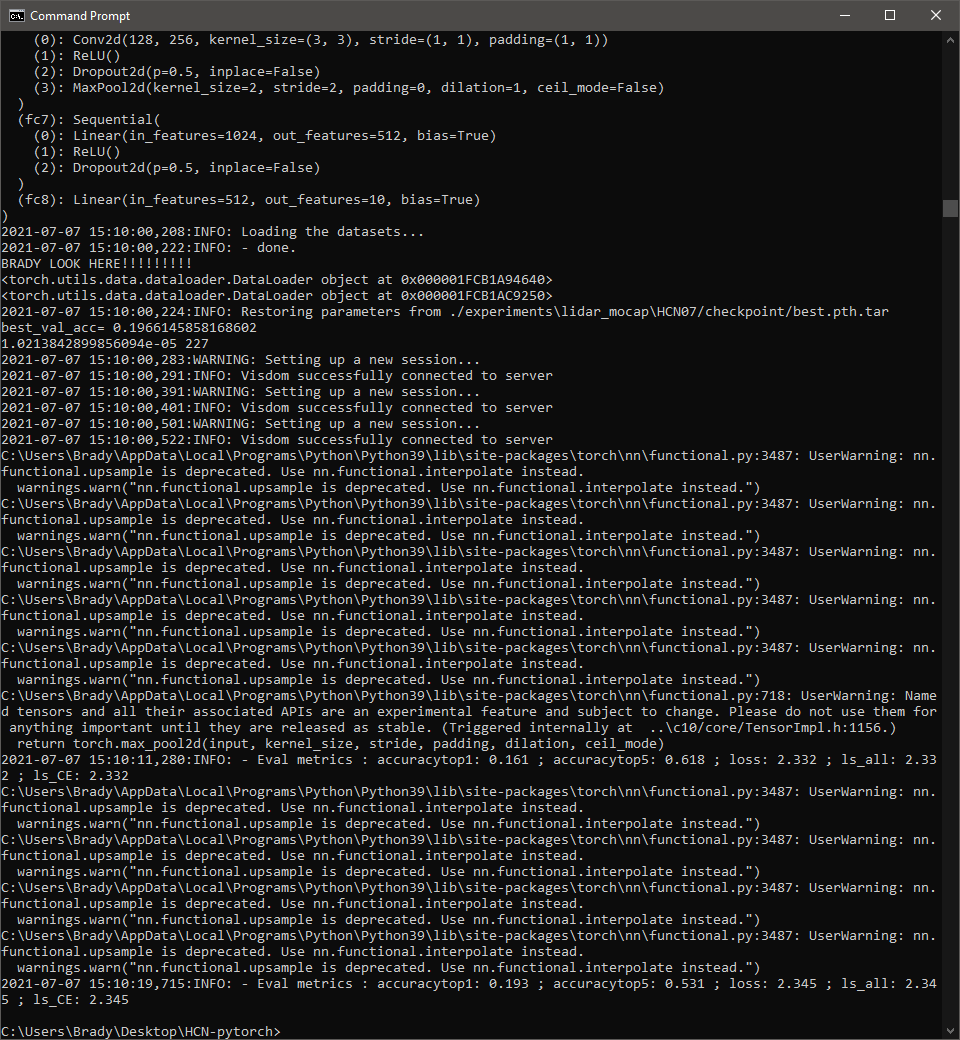 Command Prompt
    (0): Conv2d(128, 256, kernel_size=(3, 3), stride=(1, 1), padding=(1, 1))
    (1): ReLU()
    (2): Dropout2d(p=0.5, inplace=False)
    (3): MaxPool2d(kernel_size=2, stride=2, padding=0, dilation=1, ceil_mode=False)
  )
  (fc7): Sequential(
    (0): Linear(in_features=1024, out_features=512, bias=True)
    (1): ReLU()
    (2): Dropout2d(p=0.5, inplace=False)
  )
  (fc8): Linear(in_features=512, out_features=10, bias=True)
)
2021-07-07 15:10:00,208:INFO: Loading the datasets...
2021-07-07 15:10:00,222:INFO: - done.
BRADY LOOK HERE!!!!!!!!!
<torch.utils.data.dataloader.DataLoader object at 0x000001FCB1A94640>
<torch.utils.data.dataloader.DataLoader object at 0x000001FCB1AC9250>
2021-07-07 15:10:00,224:INFO: Restoring parameters from ./experiments\lidar_mocap\HCN07/checkpoint/best.pth.tar
best_val_acc= 0.1966145858168602
1.0213842899856094e-05 227
2021-07-07 15:10:00,283:WARNING: Setting up a new session...
2021-07-07 15:10:00,291:INFO: Visdom successfully connected to server
2021-07-07 15:10:00,391:WARNING: Setting up a new session...
2021-07-07 15:10:00,401:INFO: Visdom successfully connected to server
2021-07-07 15:10:00,501:WARNING: Setting up a new session...
2021-07-07 15:10:00,522:INFO: Visdom successfully connected to server
C:\Users\Brady\AppData\Local\Programs\Python\Python39\lib\site-packages\torch\nn\functional.py:3487: UserWarning: nn.
functional.upsample is deprecated. Use nn.functional.interpolate instead.
  warnings.warn("nn.functional.upsample is deprecated. Use nn.functional.interpolate instead.")
C:\Users\Brady\AppData\Local\Programs\Python\Python39\lib\site-packages\torch\nn\functional.py:3487: UserWarning: nn.
functional.upsample is deprecated. Use nn.functional.interpolate instead.
  warnings.warn("nn.functional.upsample is deprecated. Use nn.functional.interpolate instead.")
C:\Users\Brady\AppData\Local\Programs\Python\Python39\lib\site-packages\torch\nn\functional.py:3487: UserWarning: nn.
functional.upsample is deprecated. Use nn.functional.interpolate instead.
  warnings.warn("nn.functional.upsample is deprecated. Use nn.functional.interpolate instead.")
C:\Users\Brady\AppData\Local\Programs\Python\Python39\lib\site-packages\torch\nn\functional.py:3487: UserWarning: nn.
functional.upsample is deprecated. Use nn.functional.interpolate instead.
  warnings.warn("nn.functional.upsample is deprecated. Use nn.functional.interpolate instead.")
C:\Users\Brady\AppData\Local\Programs\Python\Python39\lib\site-packages\torch\nn\functional.py:3487: UserWarning: nn.
functional.upsample is deprecated. Use nn.functional.interpolate instead.
  warnings.warn("nn.functional.upsample is deprecated. Use nn.functional.interpolate instead.")
C:\Users\Brady\AppData\Local\Programs\Python\Python39\lib\site-packages\torch\nn\functional.py:718: UserWarning: Name
d tensors and all their associated APIs are an experimental feature and subject to change. Please do not use them for
 anything important until they are released as stable. (Triggered internally at  ..\c10/core/TensorImpl.h:1156.)
  return torch.max_pool2d(input, kernel_size, stride, padding, dilation, ceil_mode)
2021-07-07 15:10:11,280:INFO: - Eval metrics : accuracytop1: 0.161 ; accuracytop5: 0.618 ; loss: 2.332 ; ls_all: 2.33
2 ; ls_CE: 2.332
C:\Users\Brady\AppData\Local\Programs\Python\Python39\lib\site-packages\torch\nn\functional.py:3487: UserWarning: nn.
functional.upsample is deprecated. Use nn.functional.interpolate instead.
  warnings.warn("nn.functional.upsample is deprecated. Use nn.functional.interpolate instead.")
C:\Users\Brady\AppData\Local\Programs\Python\Python39\lib\site-packages\torch\nn\functional.py:3487: UserWarning: nn.
functional.upsample is deprecated. Use nn.functional.interpolate instead.
  warnings.warn("nn.functional.upsample is deprecated. Use nn.functional.interpolate instead.")
C:\Users\Brady\AppData\Local\Programs\Python\Python39\lib\site-packages\torch\nn\functional.py:3487: UserWarning: nn.
functional.upsample is deprecated. Use nn.functional.interpolate instead.
  warnings.warn("nn.functional.upsample is deprecated. Use nn.functional.interpolate instead.")
C:\Users\Brady\AppData\Local\Programs\Python\Python39\lib\site-packages\torch\nn\functional.py:3487: UserWarning: nn.
functional.upsample is deprecated. Use nn.functional.interpolate instead.
  warnings.warn("nn.functional.upsample is deprecated. Use nn.functional.interpolate instead.")
2021-07-07 15:10:19,715:INFO: - Eval metrics : accuracytop1: 0.193 ; accuracytop5: 0.531 ; loss: 2.345 ; ls_all: 2.34
5 ; ls_CE: 2.345
C:\Users\Brady\Desktop\HCN-pytorch>